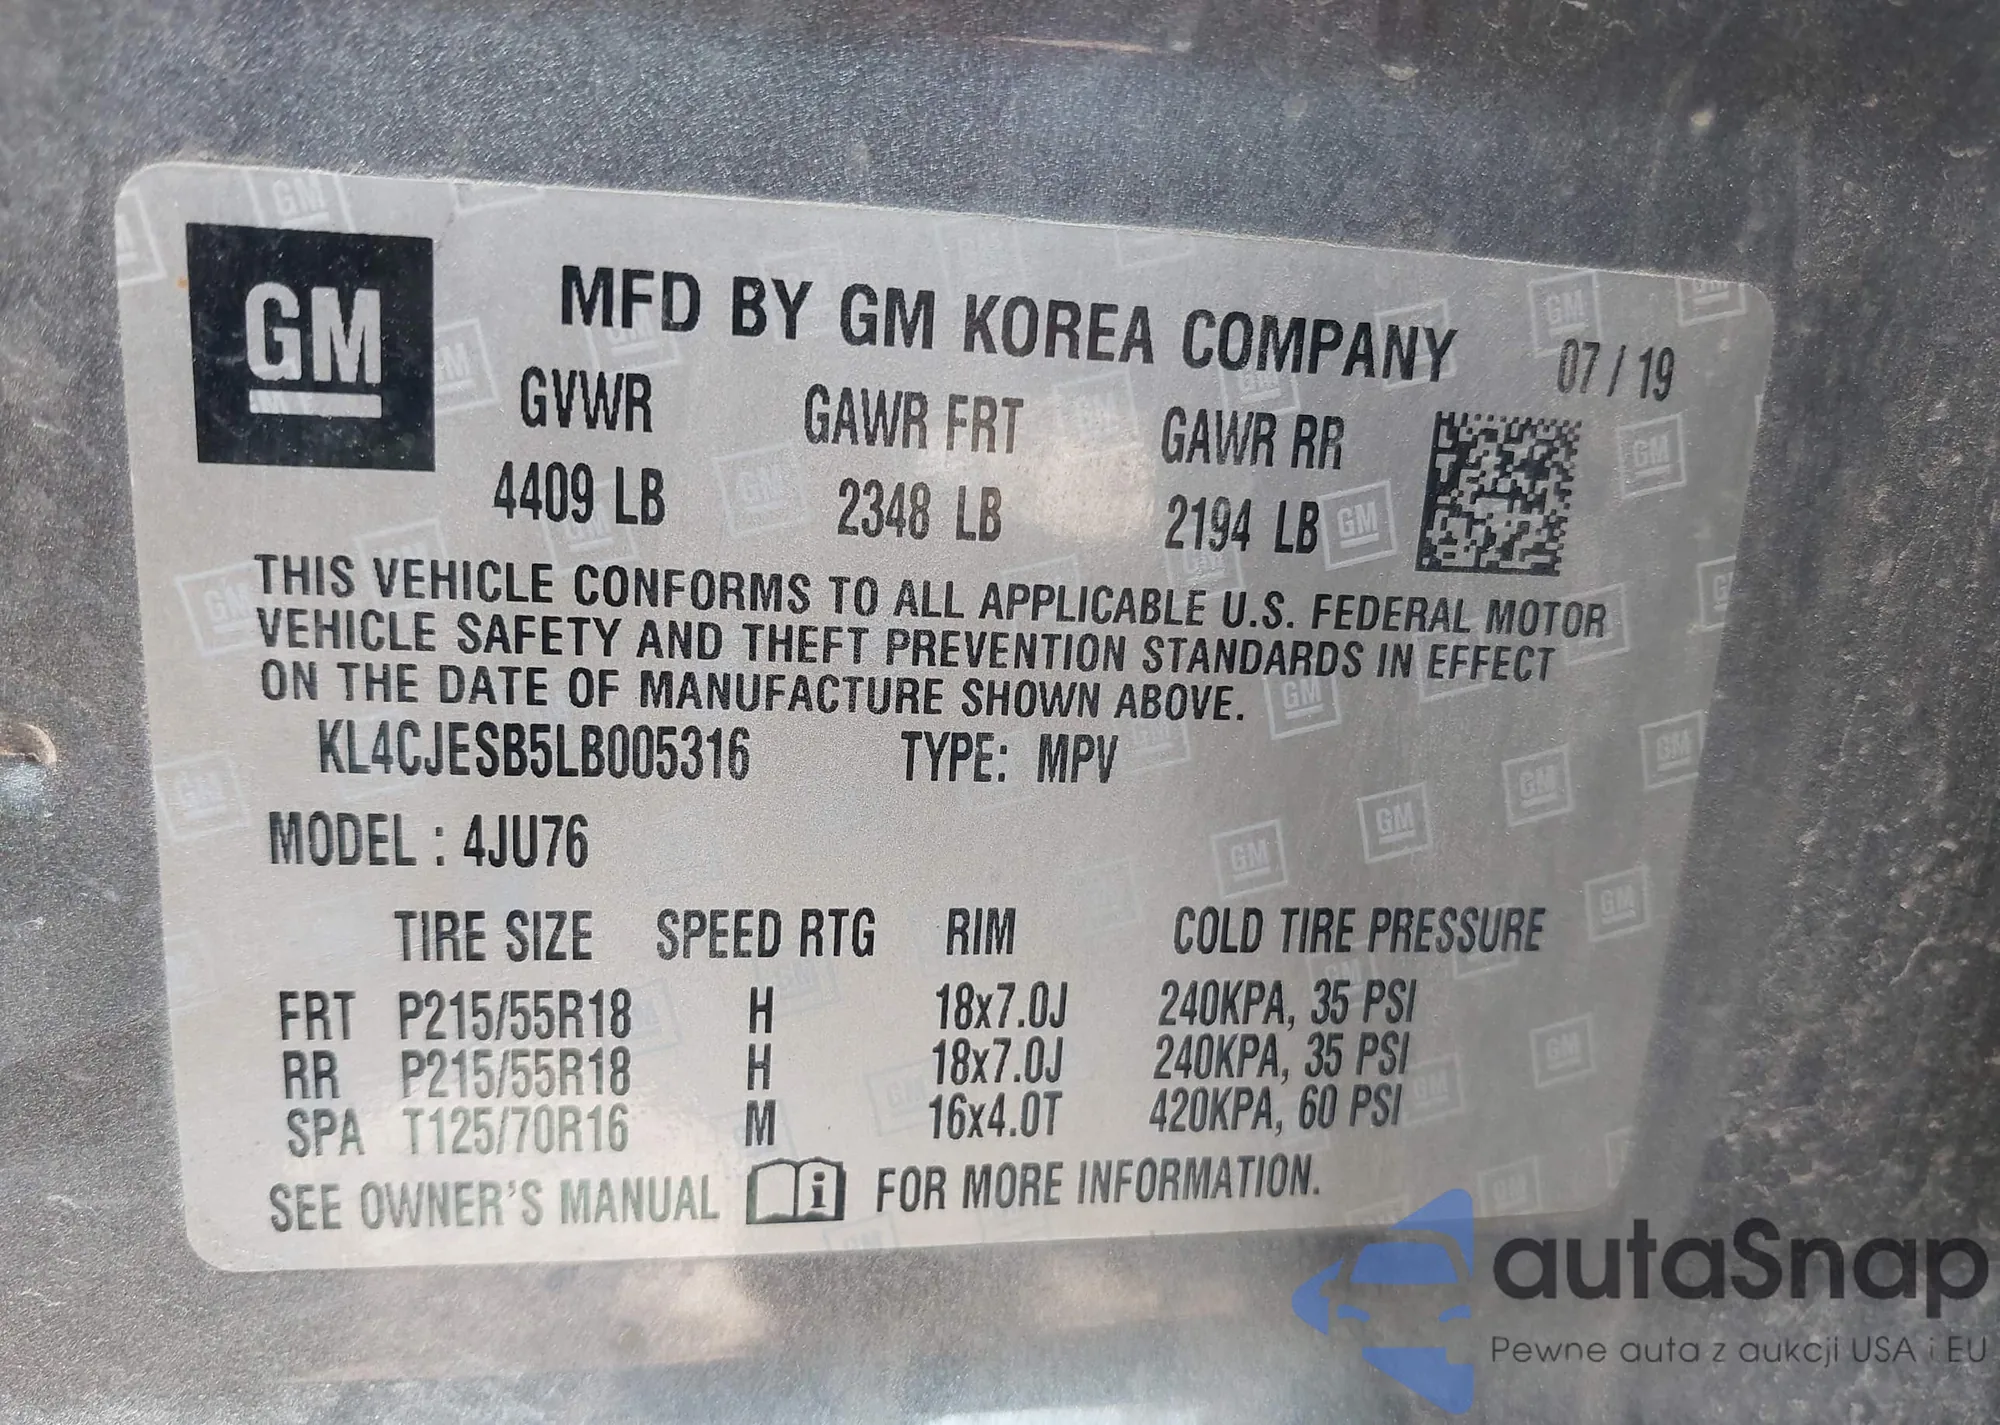 GM
MFD BY GM KOREA COMPANY 07 / 19
GVWR GAWR FRT GAWR RR
4409 LB 2348 LB 2194 LB
THIS VEHICLE CONFORMS TO ALL APPLICABLE U.S. FEDERAL MOTOR
VEHICLE SAFETY AND THEFT PREVENTION STANDARDS IN EFFECT
ON THE DATE OF MANUFACTURE SHOWN ABOVE.
KL4CJESB5LB005316 TYPE: MPV
MODEL : 4JU76
TIRE SIZE SPEED RTG RIM COLD TIRE PRESSURE
FRT P215/55R18 H 18x7.0J 240KPA, 35 PSI
RR P215/55R18 H 18x7.0J 240KPA, 35 PSI
SPA T125/70R16 M 16x4.0T 420KPA, 60 PSI
SEE OWNER'S MANUAL i FOR MORE INFORMATION.
autaSnap
Pewne auta z aukcji USA i EU